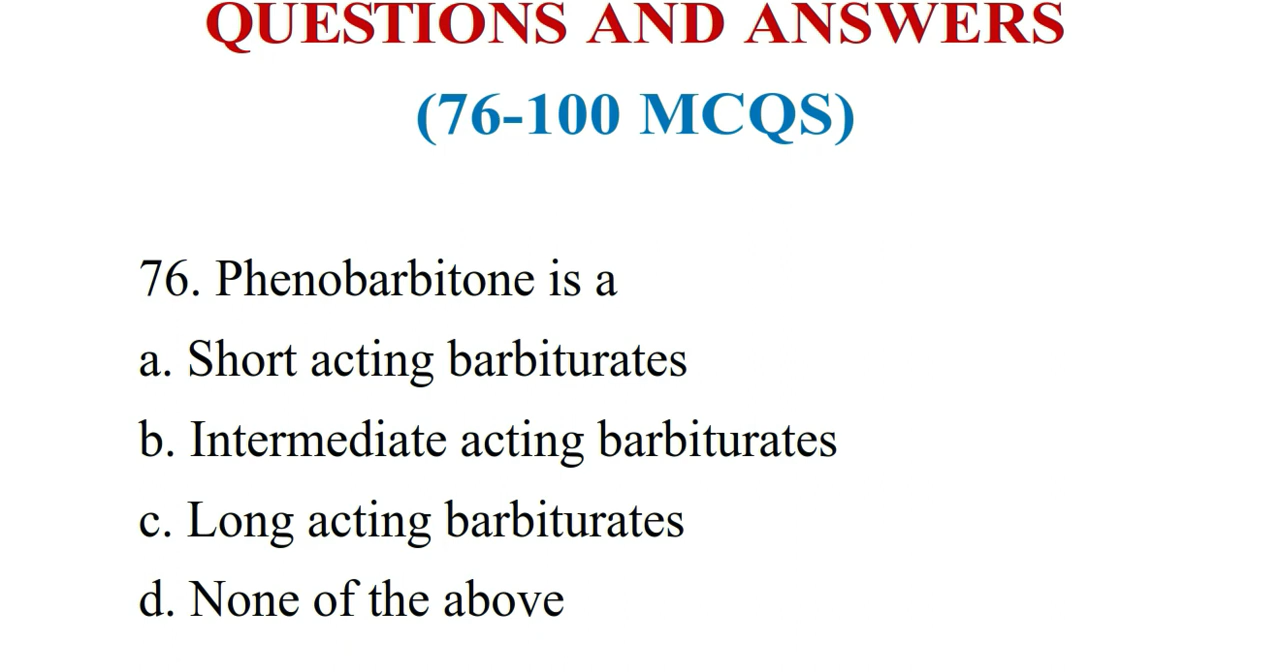 QUESTIONS AND ANSWERS
(76-100 MCQS)
76. Phenobarbitone is a
a. Short acting barbiturates
b. Intermediate acting barbiturates
c. Long acting barbiturates
d. None of the above